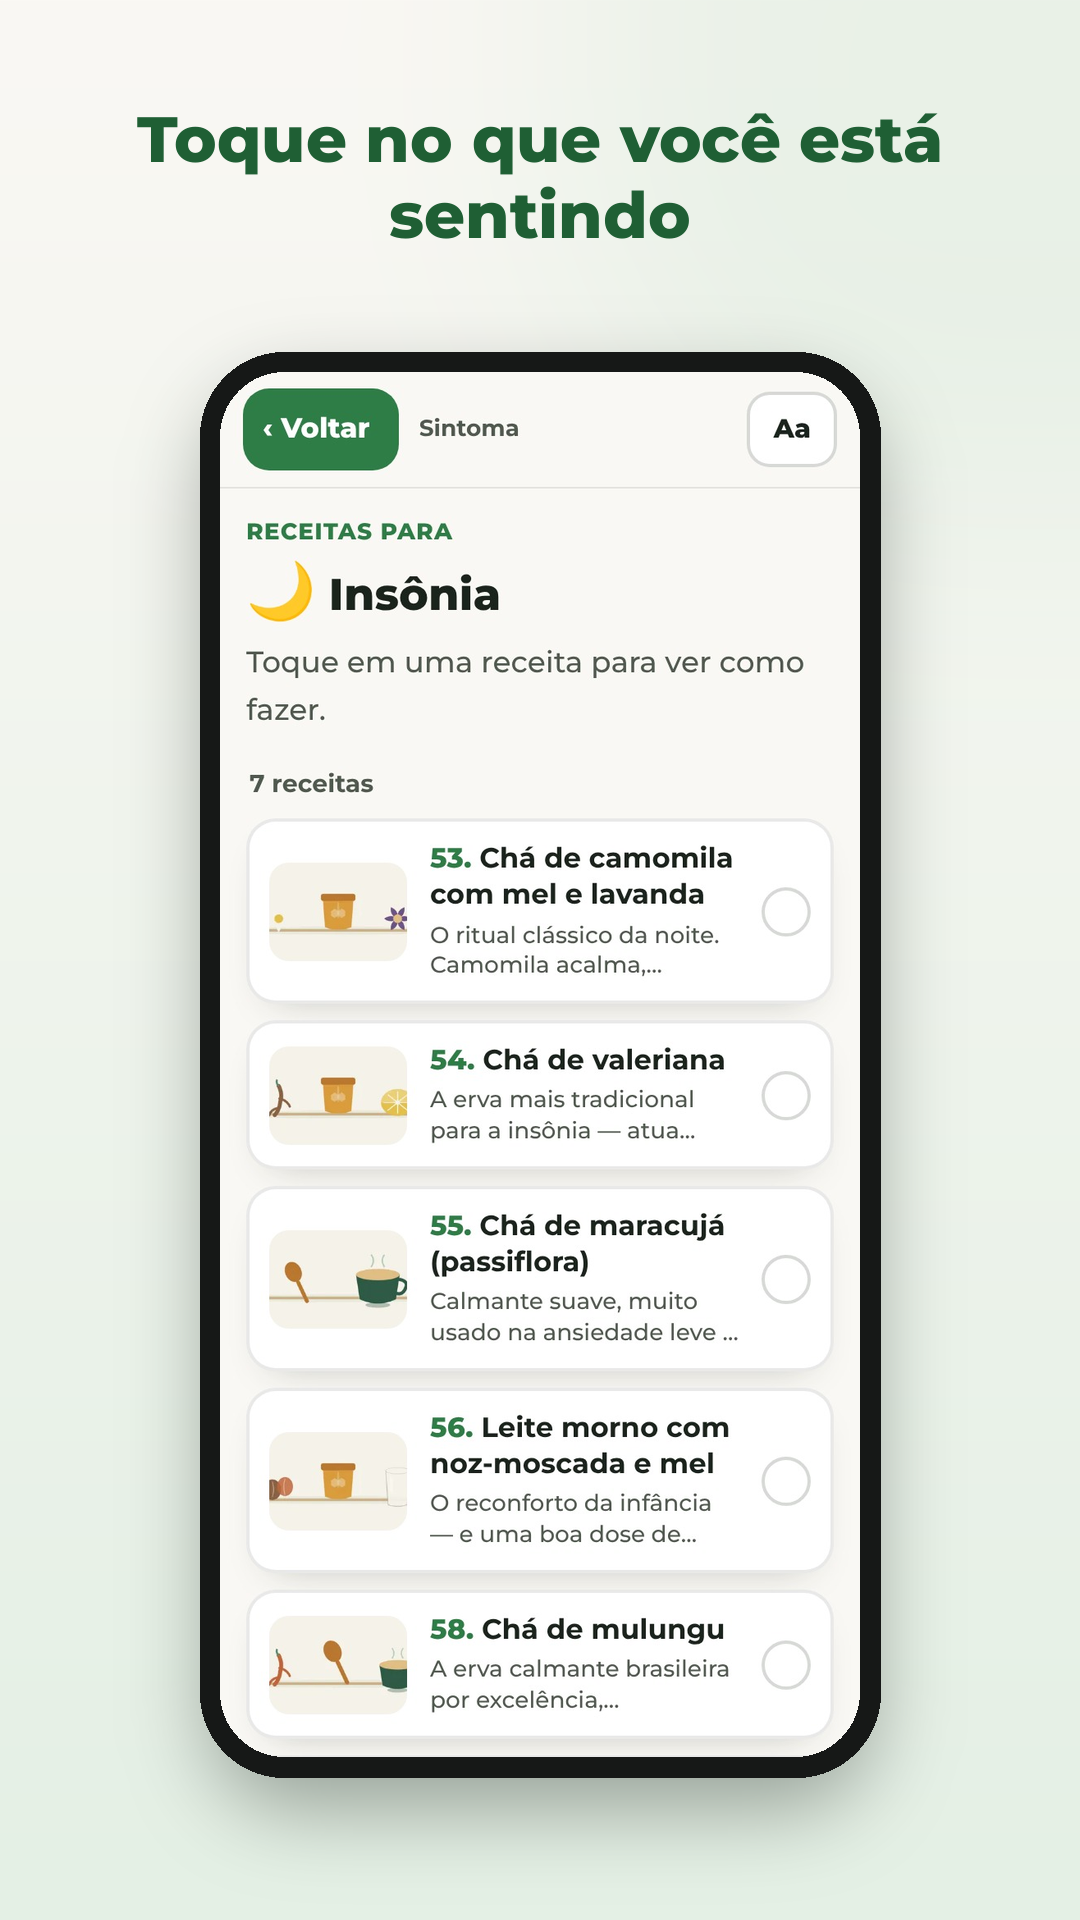 Toque no que você está
sentindo
‹ Voltar
Sintoma
Aa
RECEITAS PARA
🌙 Insônia
Toque em uma receita para ver como
fazer.
7 receitas
53. Chá de camomila
com mel e lavanda
O ritual clássico da noite.
Camomila acalma,...
54. Chá de valeriana
A erva mais tradicional
para a insônia — atua...
55. Chá de maracujá
(passiflora)
Calmante suave, muito
usado na ansiedade leve ...
56. Leite morno com
noz-moscada e mel
O reconforto da infância
— e uma boa dose de...
58. Chá de mulungu
A erva calmante brasileira
por excelência,...